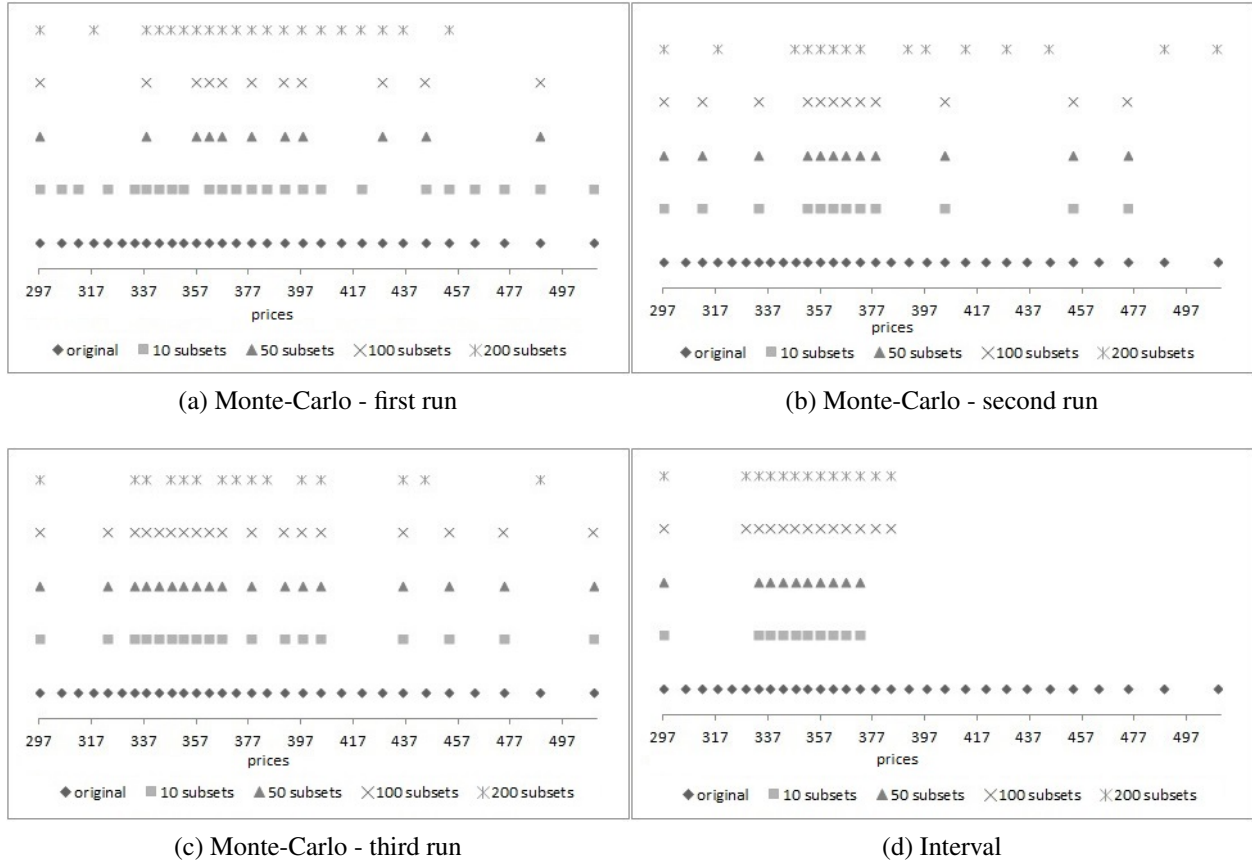 297 317 337 357 377 397 417 437 457 477 497
prices
original 10 subsets 50 subsets 100 subsets 200 subsets
(a) Monte-Carlo - first run
297 317 337 357 377 397 417 437 457 477 497
prices
original 10 subsets 50 subsets 100 subsets 200 subsets
(b) Monte-Carlo - second run
297 317 337 357 377 397 417 437 457 477 497
prices
original 10 subsets 50 subsets 100 subsets 200 subsets
(c) Monte-Carlo - third run
297 317 337 357 377 397 417 437 457 477 497
prices
original 10 subsets 50 subsets 100 subsets 200 subsets
(d) Interval